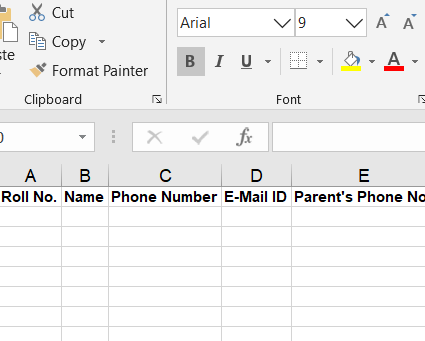 Cut
Arial 9
ste
Copy
B I U A
Format Painter
Clipboard Font
0 fx
A B C D E
Roll No. Name Phone Number E-Mail ID Parent's Phone No